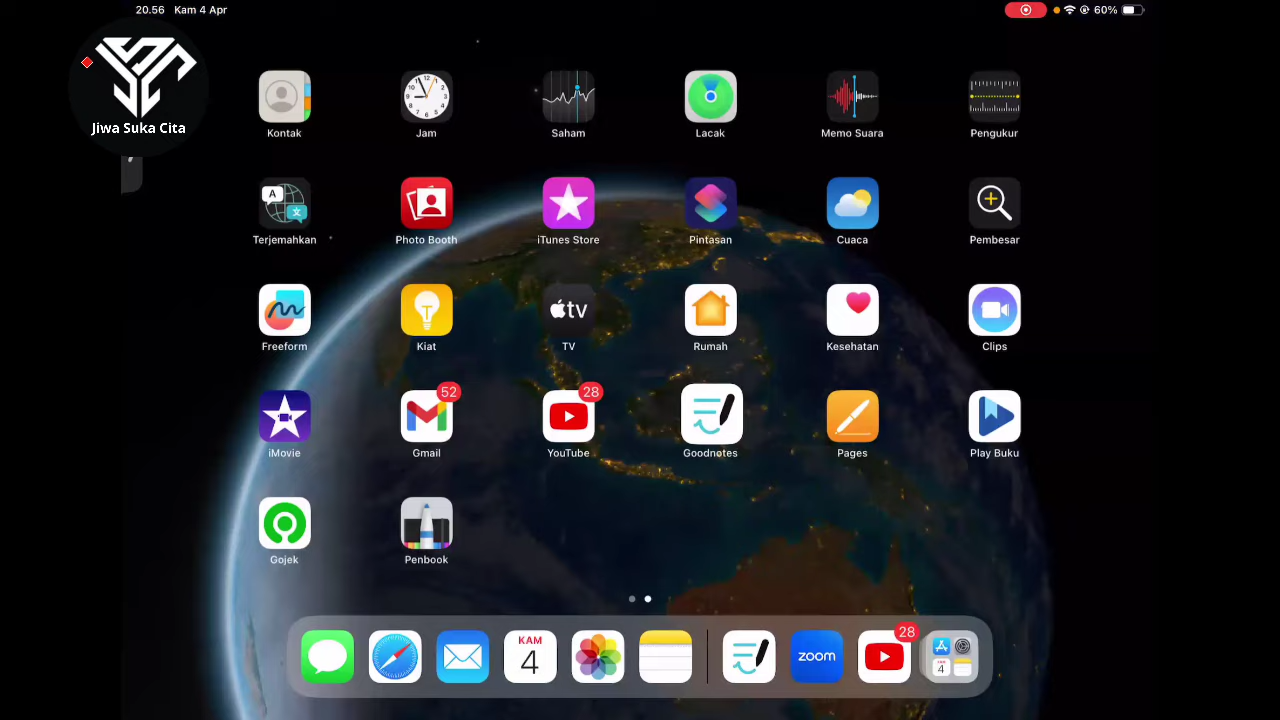 20.56 Kam 4 Apr
60%
Jiwa Suka Cita
Kontak
Jam
Saham
Lacak
Memo Suara
Pengukur
Terjemahkan
Photo Booth
iTunes Store
Pintasan
Cuaca
Pembesar
Freeform
Kiat
tv
TV
Rumah
Kesehatan
Clips
52
28
iMovie
Gmail
YouTube
Goodnotes
Pages
Play Buku
Gojek
Penbook
KAM
4
zoom
28